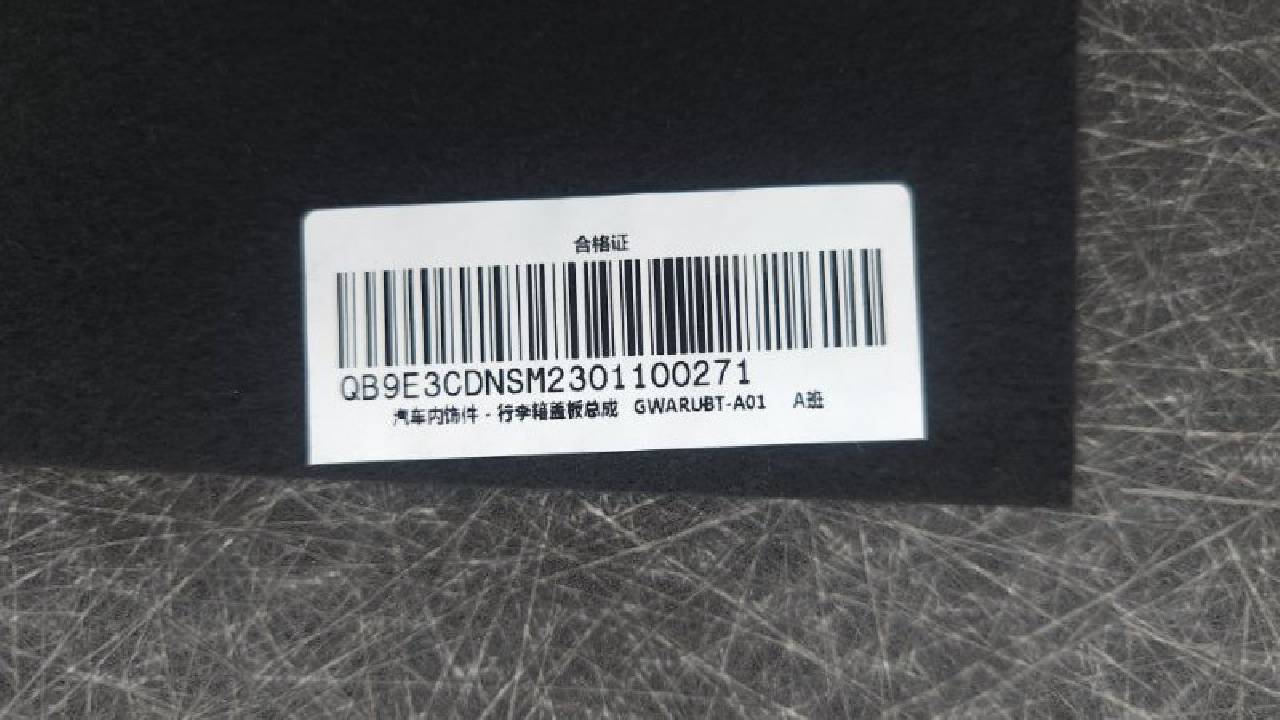 合格证
QB9E3CDNSM2301100271
汽车内饰件 - 行李箱盖板总成 GWARUBT-A01 A班